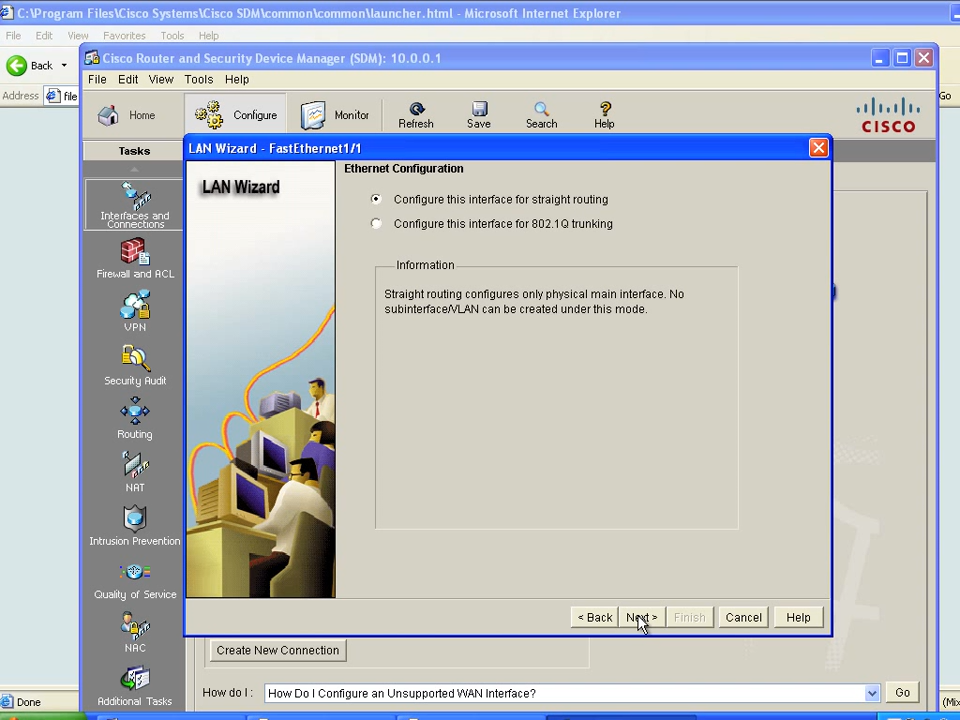 C:\Program Files\Cisco Systems\Cisco SDM\common\common\launcher.html - Microsoft Internet Explorer
File Edit View Favorites Tools Help
Back
Address file
Go
Cisco Router and Security Device Manager (SDM): 10.0.0.1
File Edit View Tools Help
Home Configure Monitor Refresh Save Search Help
CISCO
Tasks
Interfaces and
Connections
Firewall and ACL
VPN
Security Audit
Routing
NAT
Intrusion Prevention
Quality of Service
NAC
Additional Tasks
LAN Wizard - FastEthernet1/1
LAN Wizard
Ethernet Configuration
Configure this interface for straight routing
Configure this interface for 802.1Q trunking
Information
Straight routing configures only physical main interface. No
subinterface/VLAN can be created under this mode.
< Back Next > Finish Cancel Help
Create New Connection
How do I : How Do I Configure an Unsupported WAN Interface? Go
Done